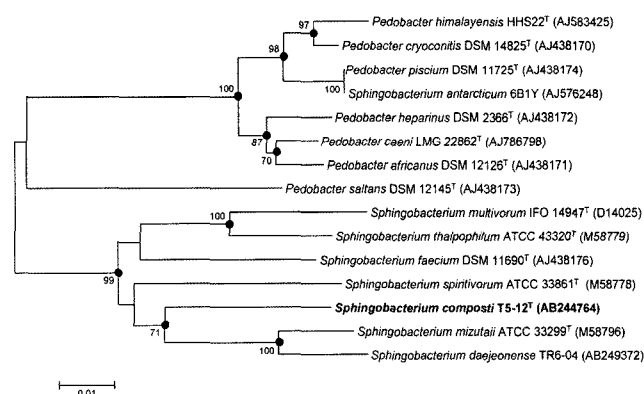 97
Pedobacter himalayensis HHS22ᵀ (AJ583425)
98
Pedobacter cryoconitis DSM 14825ᵀ (AJ438170)
Pedobacter piscium DSM 11725ᵀ (AJ438174)
100
100
Sphingobacterium antarcticum 6B1Y (AJ576248)
Pedobacter heparinus DSM 2366ᵀ (AJ438172)
87
Pedobacter caeni LMG 22862ᵀ (AJ786798)
70
Pedobacter africanus DSM 12126ᵀ (AJ438171)
Pedobacter saltans DSM 12145ᵀ (AJ438173)
100
Sphingobacterium multivorum IFO 14947ᵀ (D14025)
Sphingobacterium thalpophilum ATCC 43320ᵀ (M58779)
Sphingobacterium faecium DSM 11690ᵀ (AJ438176)
99
Sphingobacterium spiritivorum ATCC 33861ᵀ (M58778)
Sphingobacterium composti T5-12ᵀ (AB244764)
71
Sphingobacterium mizutaii ATCC 33299ᵀ (M58796)
100
Sphingobacterium daejeonense TR6-04 (AB249372)
0.01